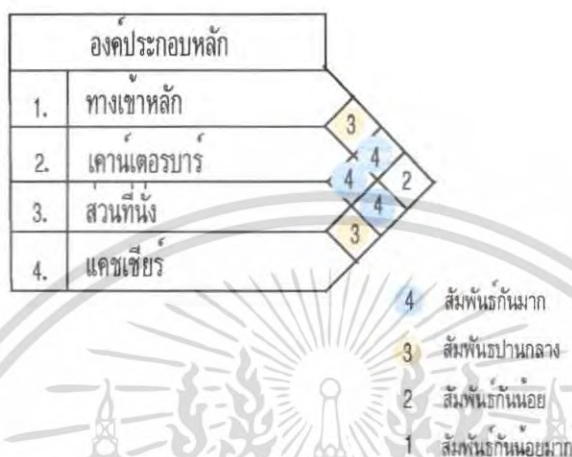 องค์ประกอบหลัก
1. ทางเข้าหลัก
2. เคาน์เตอรบาร์
3. ส่วนที่นั่ง
4. แคชเชียร์
3
4
4
2
4
3
4 สัมพันธ์กันมาก
3 สัมพันธปานกลาง
2 สัมพันธ์กันน้อย
1 สัมพันธ์กันน้อยมาก